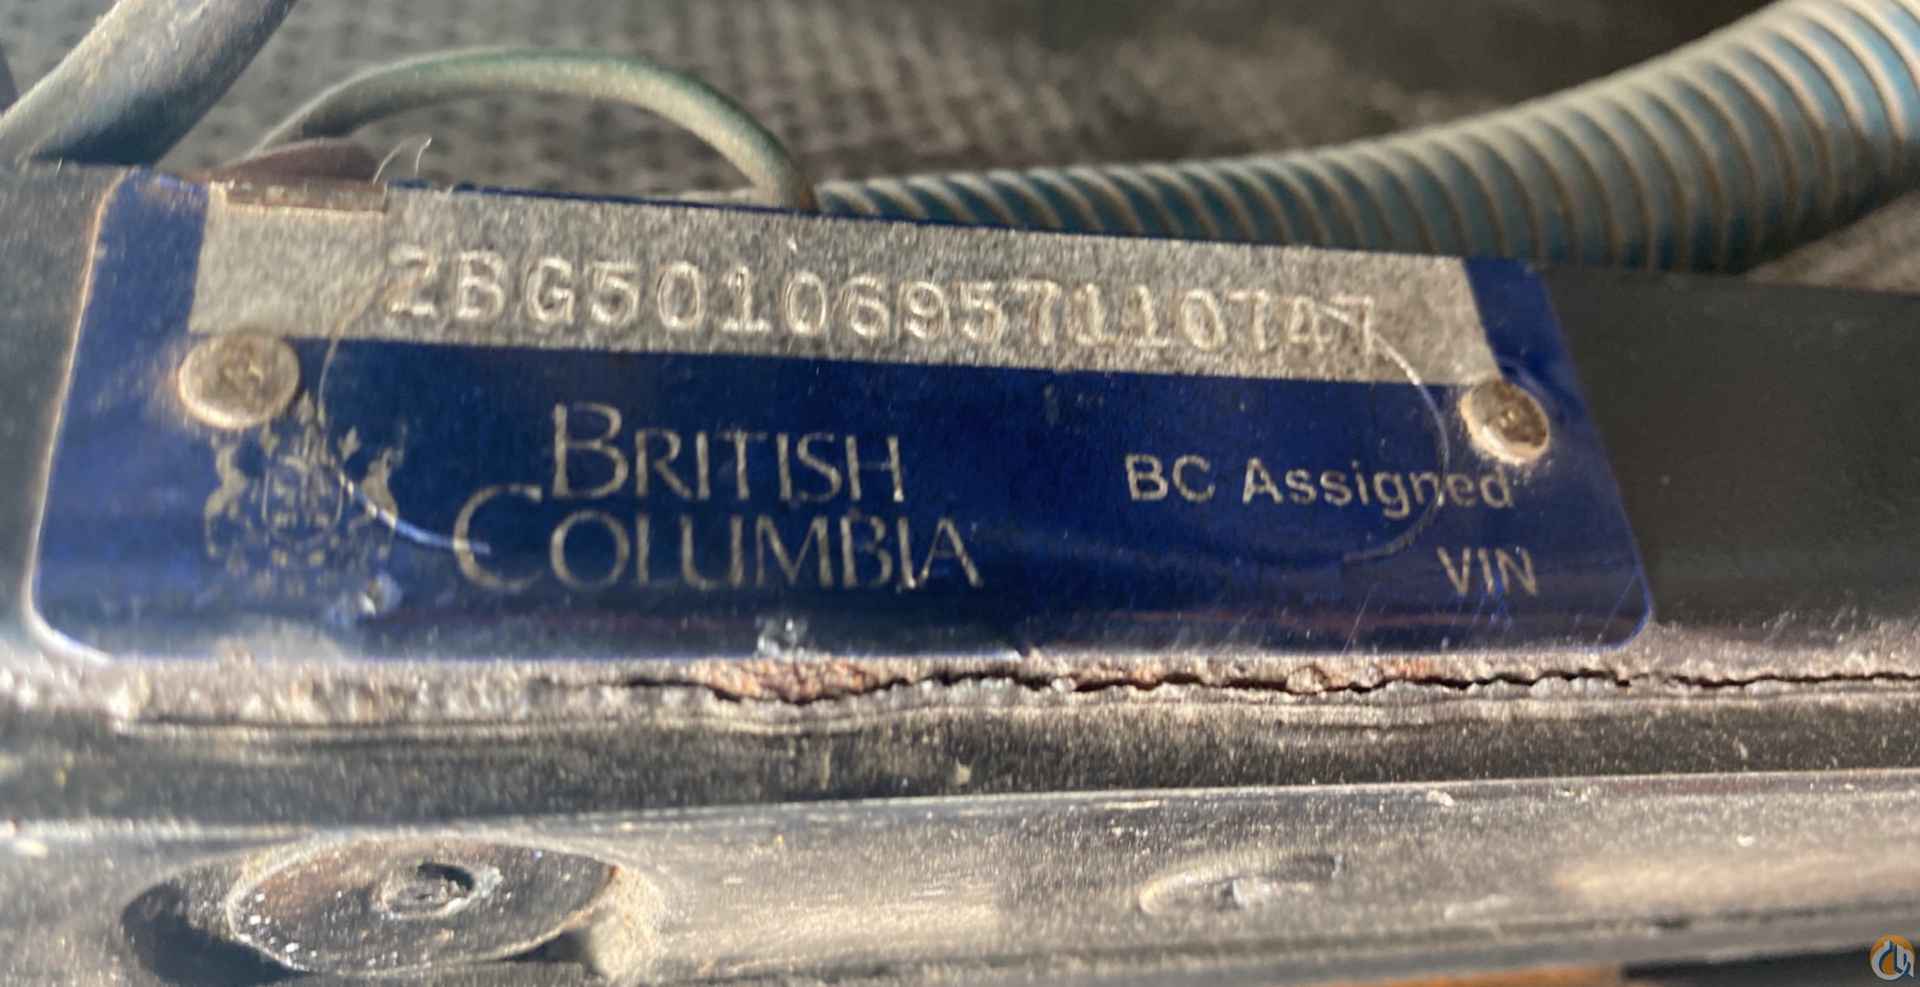 2BG50106957110747
BRITISH
COLUMBIA
BC Assigned
VIN